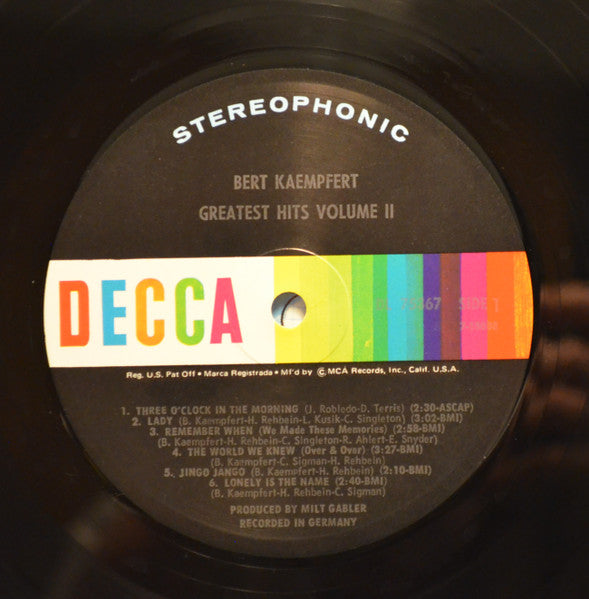 STEREOPHONIC
BERT KAEMPFERT
GREATEST HITS VOLUME II
DECCA
SIDE 1
Reg. U.S. Pat Off • Marca Registrada • Mf'd by © MCA Records, Inc., Calif. U.S.A.
1. THREE O'CLOCK IN THE MORNING (J. Robledo-D. Terris) (2:30-ASCAP)
2. LADY (B. Kaempfert-H. Rehbein-L. Kusik-C. Singleton) (3:02-BMI)
3. REMEMBER WHEN (We Made These Memories) (2:58-BMI)
(B. Kaempfert-H. Rehbein-C. Singleton-R. Ahlert-E. Snyder)
4. THE WORLD WE KNEW (Over & Over) (3:27-BMI)
(B. Kaempfert-C. Sigman-H. Rehbein)
5. JINGO JANGO (B. Kaempfert-H. Rehbein) (2:10-BMI)
6. LONELY IS THE NAME (2:40-BMI)
(B. Kaempfert-H. Rehbein-C. Sigman)
PRODUCED BY MILT GABLER
RECORDED IN GERMANY